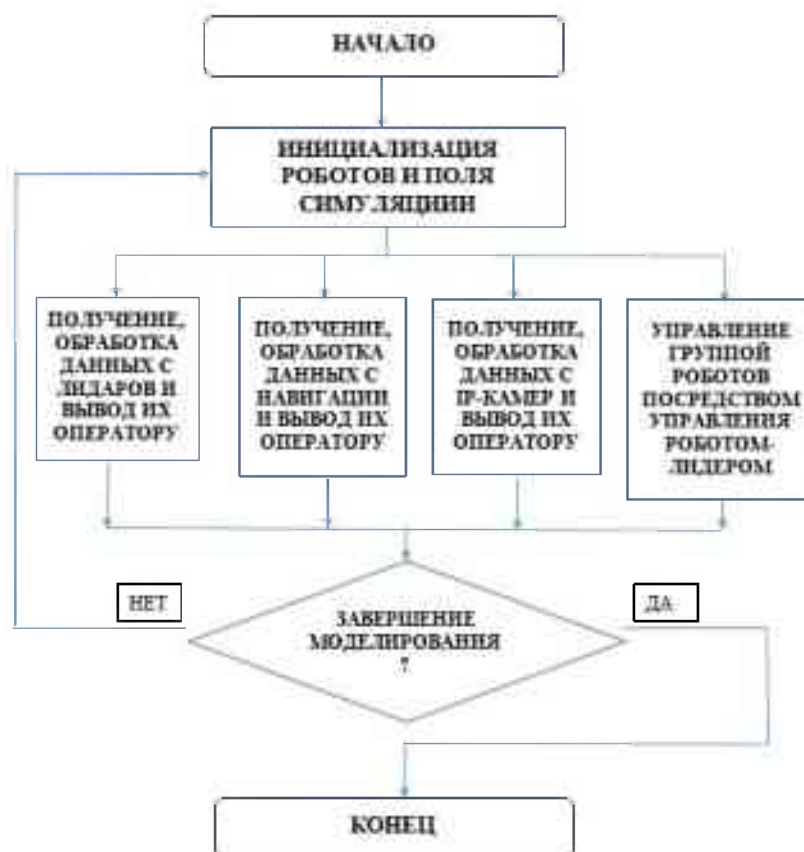 НАЧАЛО
ИНИЦИАЛИЗАЦИЯ
РОБОТОВ И ПОЛЯ
СИМУЛЯЦИИИ
ПОЛУЧЕНИЕ,
ОБРАБОТКА
ДАННЫХ С
ЛИДАРОВ И
ВЫВОД ИХ
ОПЕРАТОРУ
ПОЛУЧЕНИЕ,
ОБРАБОТКА
ДАННЫХ С
НАВИГАЦИИ
И ВЫВОД ИХ
ОПЕРАТОРУ
ПОЛУЧЕНИЕ,
ОБРАБОТКА
ДАННЫХ С
IP-КАМЕР И
ВЫВОД ИХ
ОПЕРАТОРУ
УПРАВЛЕНИЕ
ГРУППОЙ
РОБОТОВ
ПОСРЕДСТВОМ
УПРАВЛЕНИЯ
РОБОТОМ-
ЛИДЕРОМ
НЕТ
ДА
ЗАВЕРШЕНИЕ
МОДЕЛИРОВАНИЯ
?
КОНЕЦ